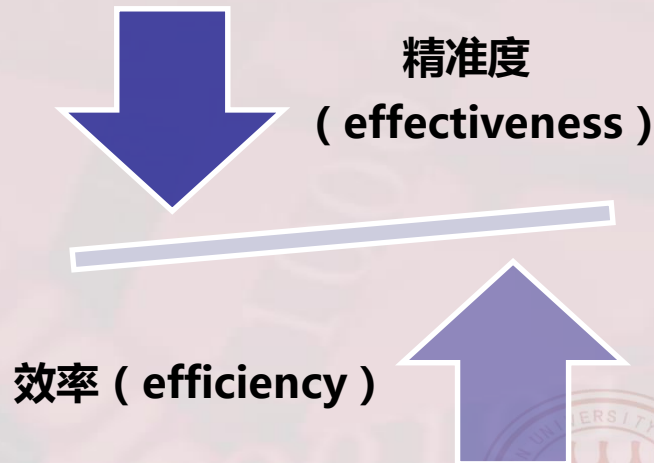 精准度
（effectiveness）
效率（efficiency）